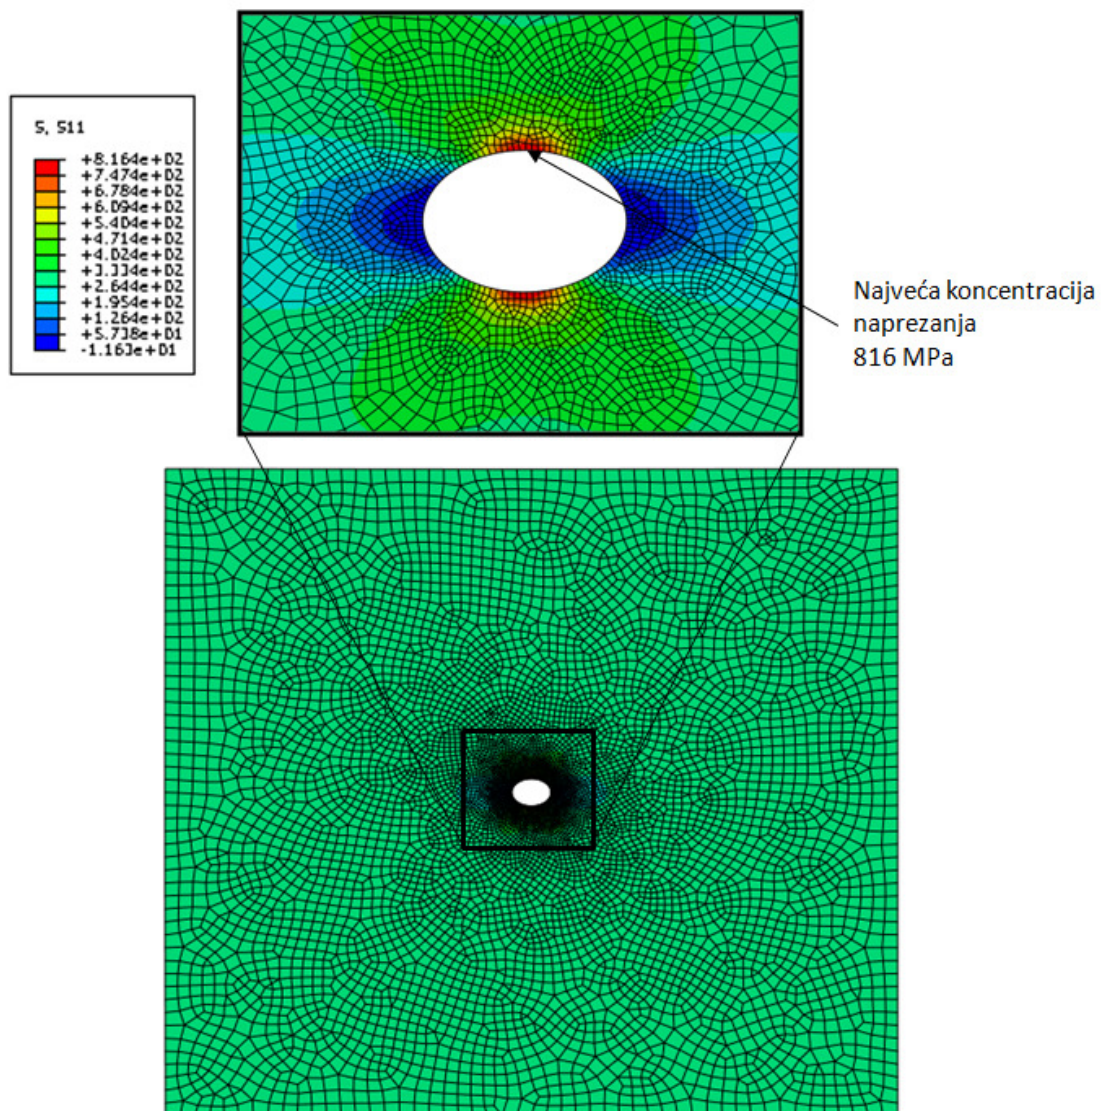 S, S11
+8.164e+02
+7.474e+02
+6.784e+02
+6.094e+02
+5.404e+02
+4.714e+02
+4.024e+02
+3.334e+02
+2.644e+02
+1.954e+02
+1.264e+02
+5.738e+01
-1.163e+01
Najveća koncentracija
naprezanja
816 MPa